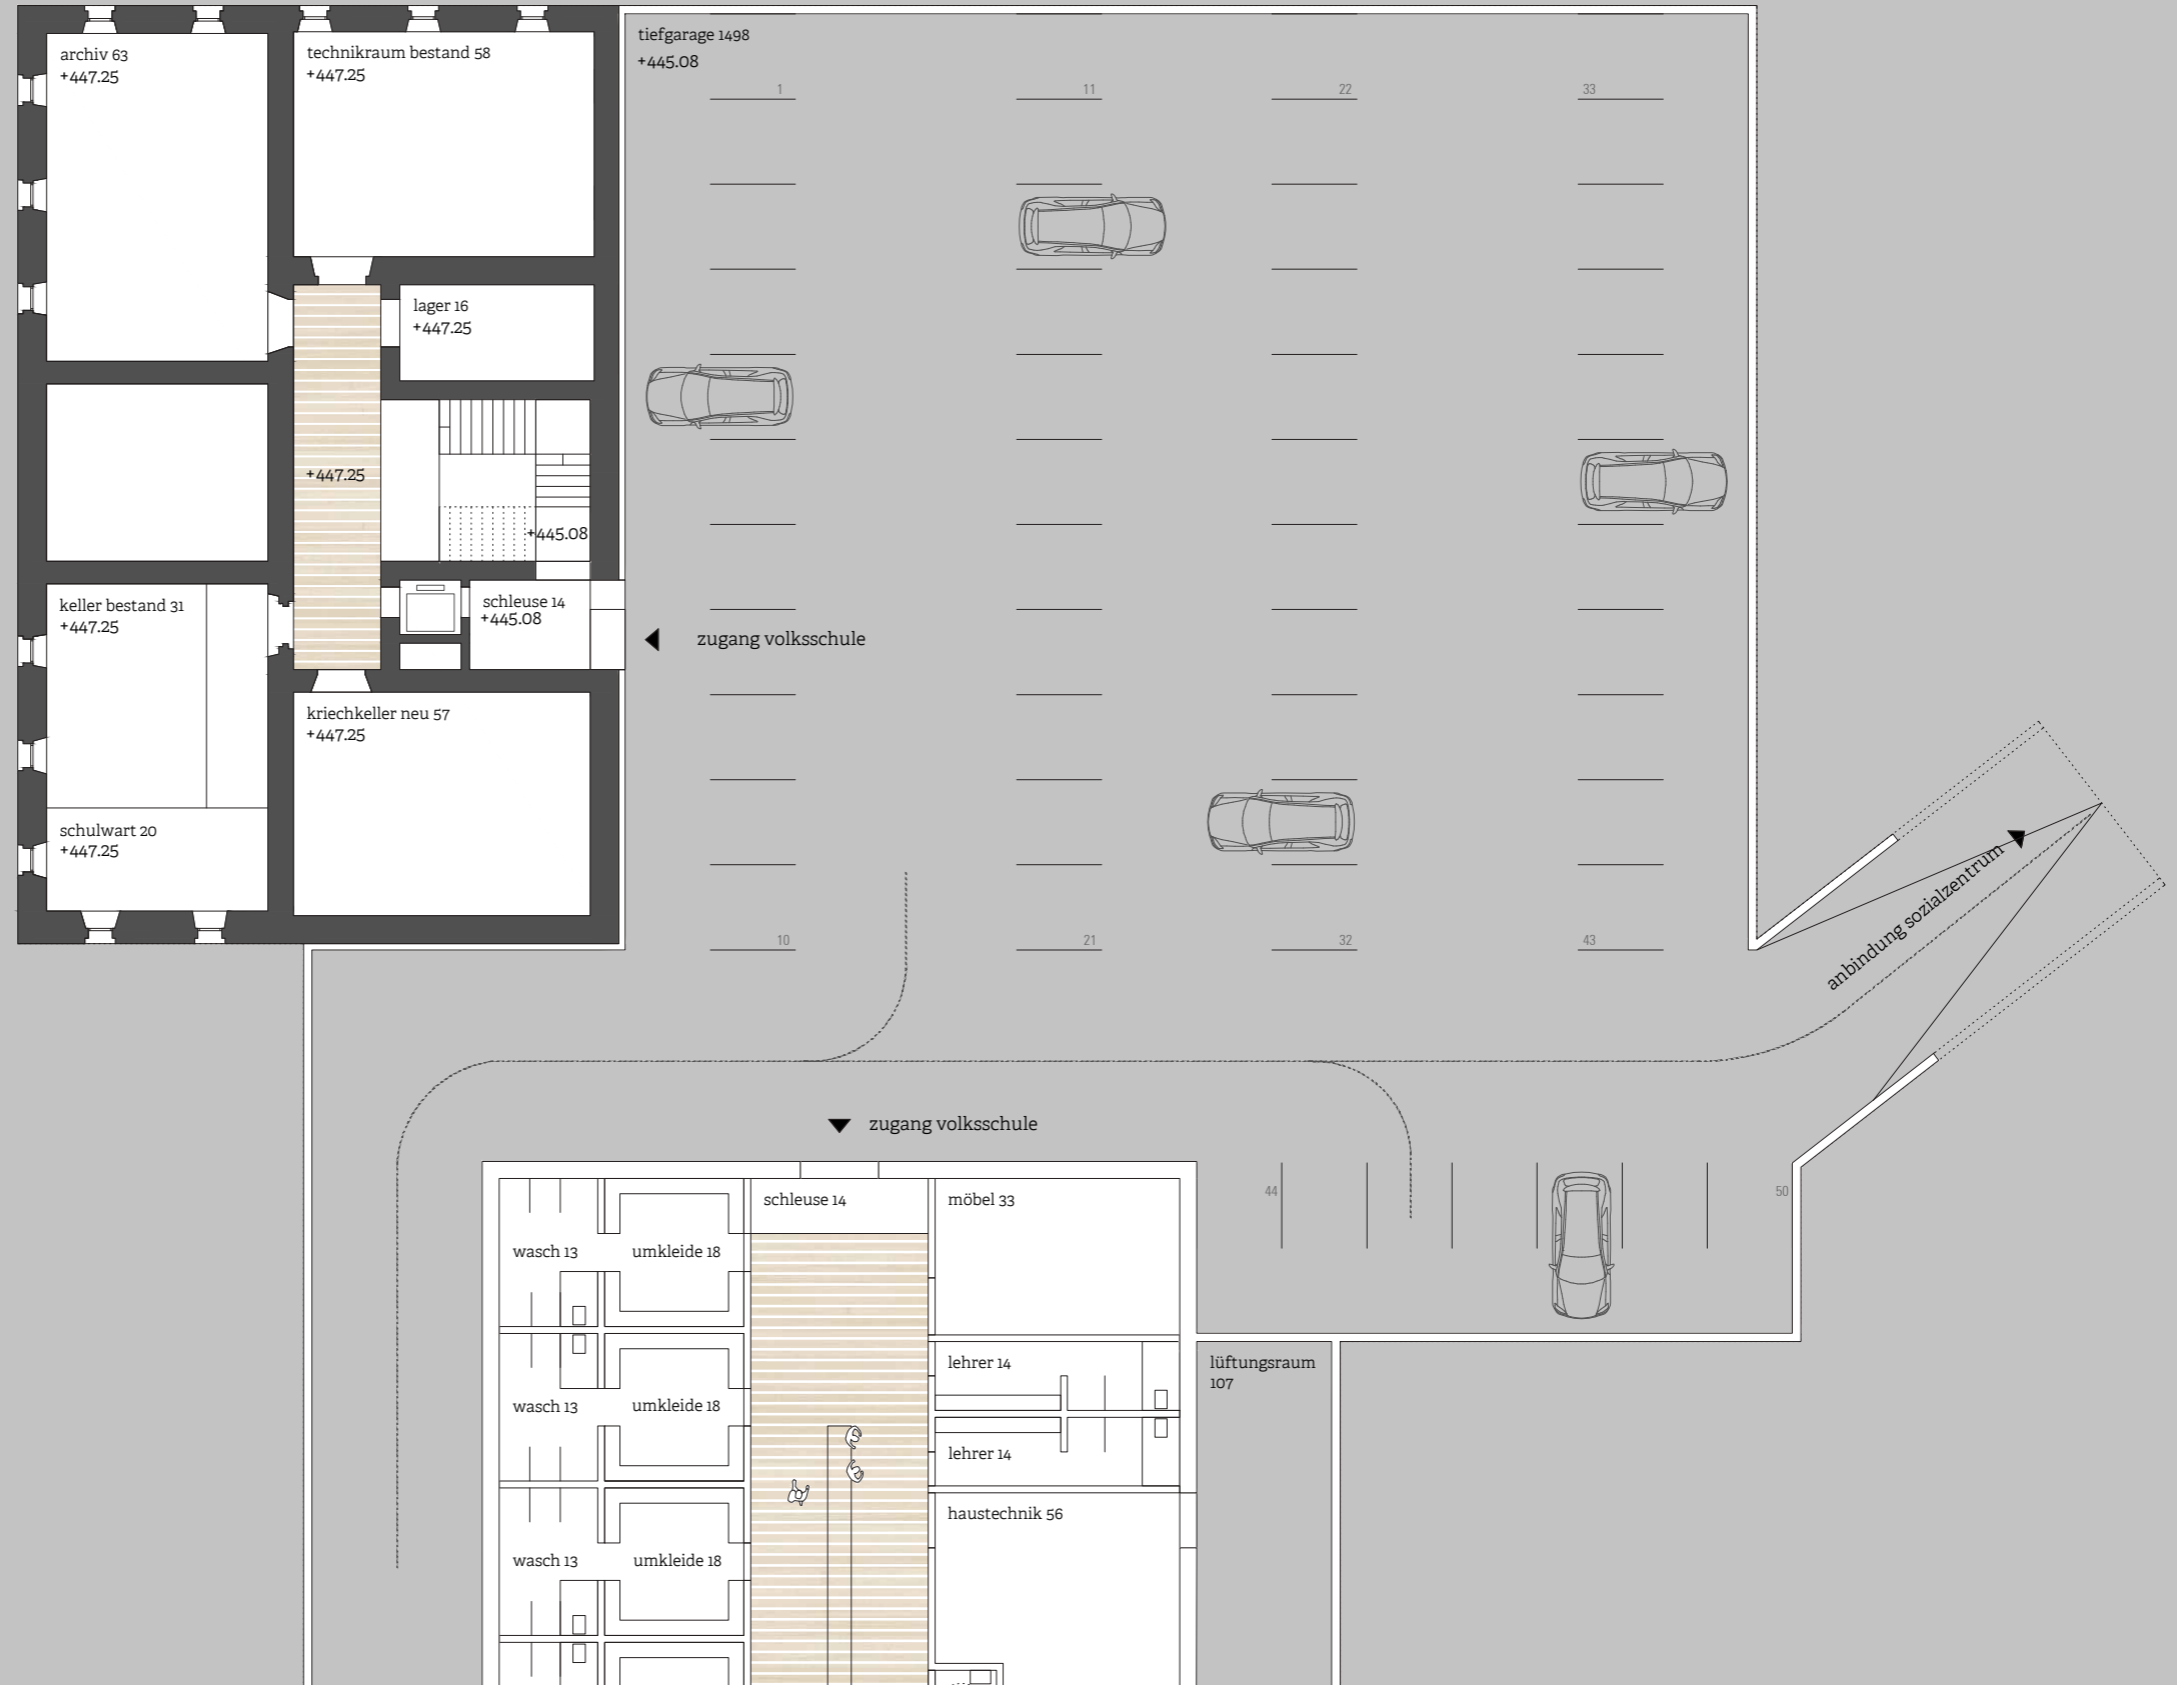 archiv 63
+447.25
technikraum bestand 58
+447.25
tiefgarage 1498
+445.08
1
11
22
33
lager 16
+447.25
+447.25
+445.08
keller bestand 31
+447.25
schleuse 14
+445.08
zugang volksschule
kriechkeller neu 57
+447.25
schulwart 20
+447.25
10
21
32
43
anbindung sozialzentrum
zugang volksschule
44
50
schleuse 14
möbel 33
wasch 13
umkleide 18
lehrer 14
lüftungsraum
107
wasch 13
umkleide 18
lehrer 14
haustechnik 56
wasch 13
umkleide 18